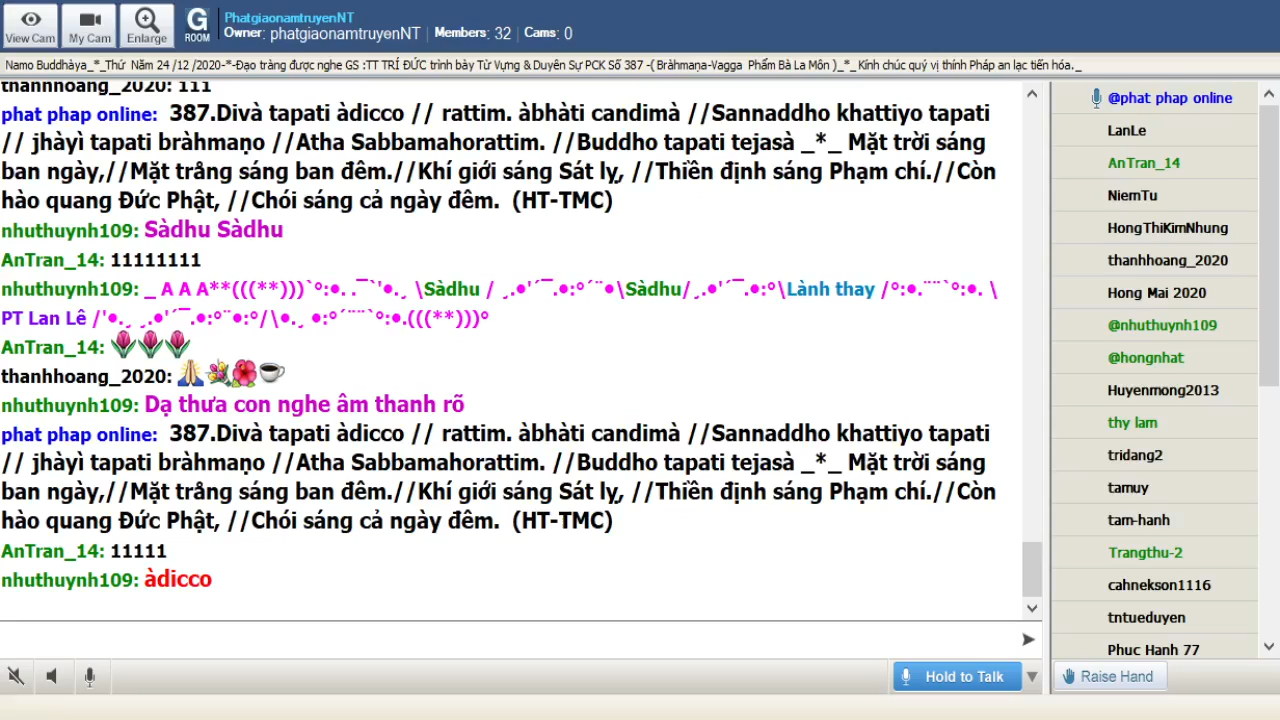 View Cam
My Cam
Enlarge
G ROOM
PhatgiaonamtruyenNT
Owner: phatgiaonamtruyenNT | Members: 32 | Cams: 0
Namo Buddhàya_*_Thứ Năm 24 /12 /2020-*-Đạo tràng được nghe GS :TT TRÍ ĐỨC trình bày Từ Vựng & Duyên Sự PCK Số 387 -( Bràhmaṇa-Vagga Phẩm Bà La Môn )_*_Kính chúc quý vị thính Pháp an lạc tiến hóa._
thanhhoang_2020: 111
phat phap online: 387.Divà tapati àdicco // rattim. àbhàti candimà //Sannaddho khattiyo tapati
// jhàyì tapati bràhmaṇo //Atha Sabbamahorattim. //Buddho tapati tejasà _*_ Mặt trời sáng
ban ngày,//Mặt trăng sáng ban đêm.//Khí giới sáng Sát lỵ, //Thiền định sáng Phạm chí.//Còn
hào quang Đức Phật, //Chói sáng cả ngày đêm. (HT-TMC)
nhuthuynh109: Sàdhu Sàdhu
AnTran_14: 11111111
nhuthuynh109: _ A A A**(((**)))`°:•. .¯`'•.¸ \Sàdhu / ¸.•'´¯.•:°´¨•\Sàdhu/¸.•'´¯.•:°\Lành thay /°:•.¨¨`°:•. \
PT Lan Lê /'•.¸ ¸.•'´¯.•:°¨•:°/\•.¸ •:°´¨¨`°:•.(((**)))°
AnTran_14:
thanhhoang_2020:
nhuthuynh109: Dạ thưa con nghe âm thanh rõ
phat phap online: 387.Divà tapati àdicco // rattim. àbhàti candimà //Sannaddho khattiyo tapati
// jhàyì tapati bràhmaṇo //Atha Sabbamahorattim. //Buddho tapati tejasà _*_ Mặt trời sáng
ban ngày,//Mặt trăng sáng ban đêm.//Khí giới sáng Sát lỵ, //Thiền định sáng Phạm chí.//Còn
hào quang Đức Phật, //Chói sáng cả ngày đêm. (HT-TMC)
AnTran_14: 11111
nhuthuynh109: àdicco
Hold to Talk
@phat phap online
LanLe
AnTran_14
NiemTu
HongThiKimNhung
thanhhoang_2020
Hong Mai 2020
@nhuthuynh109
@hongnhat
Huyenmong2013
thy lam
tridang2
tamuy
tam-hanh
Trangthu-2
cahnekson1116
tntueduyen
Phuc Hanh 77
Raise Hand